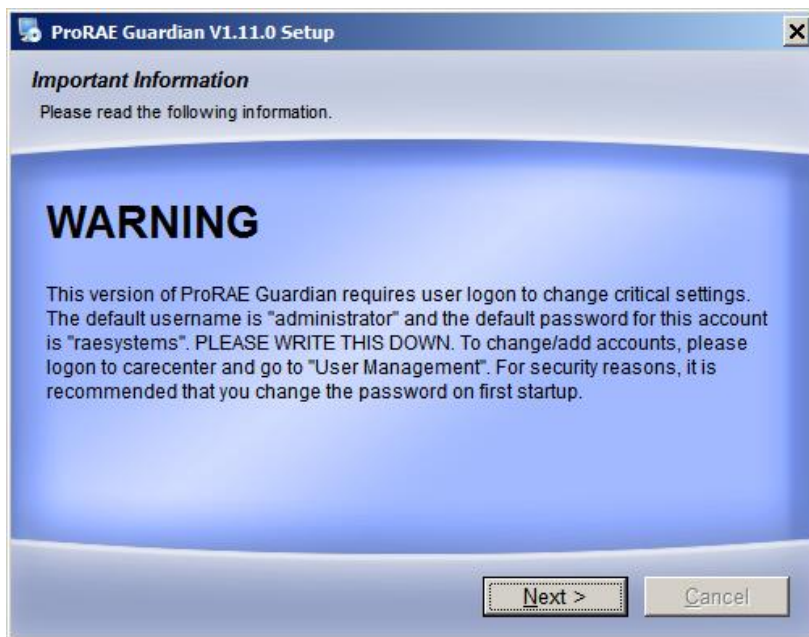 ProRAE Guardian V1.11.0 Setup
Important Information
Please read the following information.
WARNING
This version of ProRAE Guardian requires user logon to change critical settings.
The default username is "administrator" and the default password for this account
is "raesystems". PLEASE WRITE THIS DOWN. To change/add accounts, please
logon to carecenter and go to "User Management". For security reasons, it is
recommended that you change the password on first startup.
Next >
Cancel